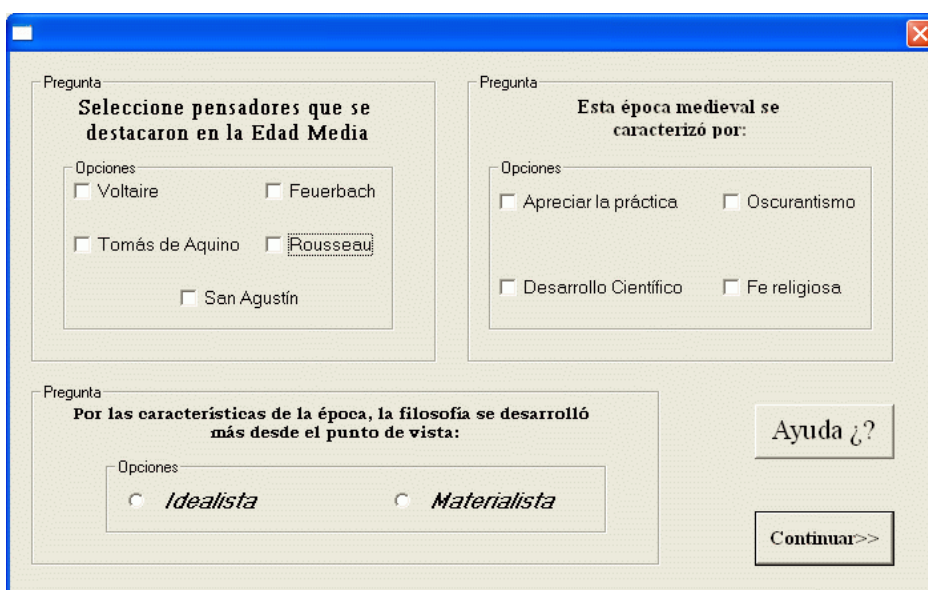 Pregunta
Seleccione pensadores que se
destacaron en la Edad Media
Opciones
Voltaire
Feuerbach
Tomás de Aquino
Rousseau
San Agustín
Pregunta
Esta época medieval se
caracterizó por:
Opciones
Apreciar la práctica
Oscurantismo
Desarrollo Científico
Fe religiosa
Pregunta
Por las características de la época, la filosofía se desarrolló
más desde el punto de vista:
Opciones
Idealista
Materialista
Ayuda ¿?
Continuar>>